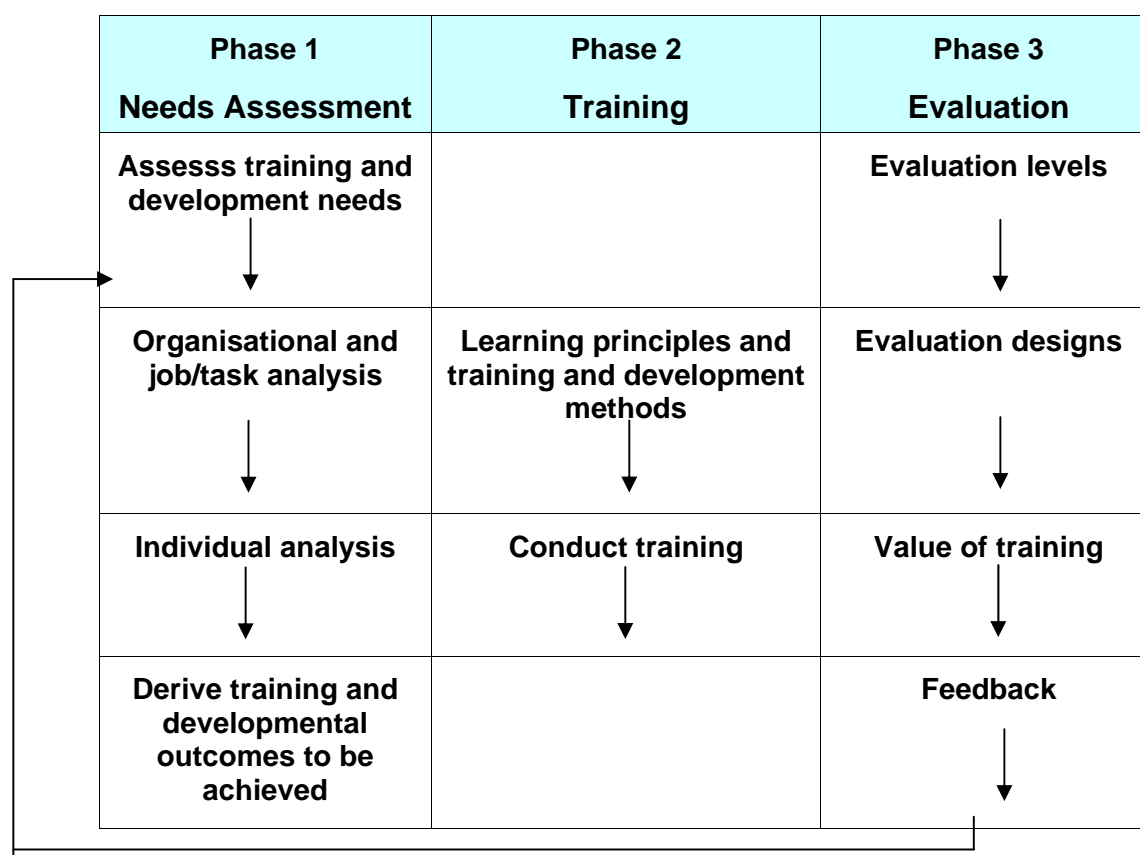 Phase 1
Needs Assessment
Phase 2
Training
Phase 3
Evaluation
Assesss training and
development needs
Evaluation levels
Organisational and
job/task analysis
Learning principles and
training and development
methods
Evaluation designs
Individual analysis
Conduct training
Value of training
Derive training and
developmental
outcomes to be
achieved
Feedback